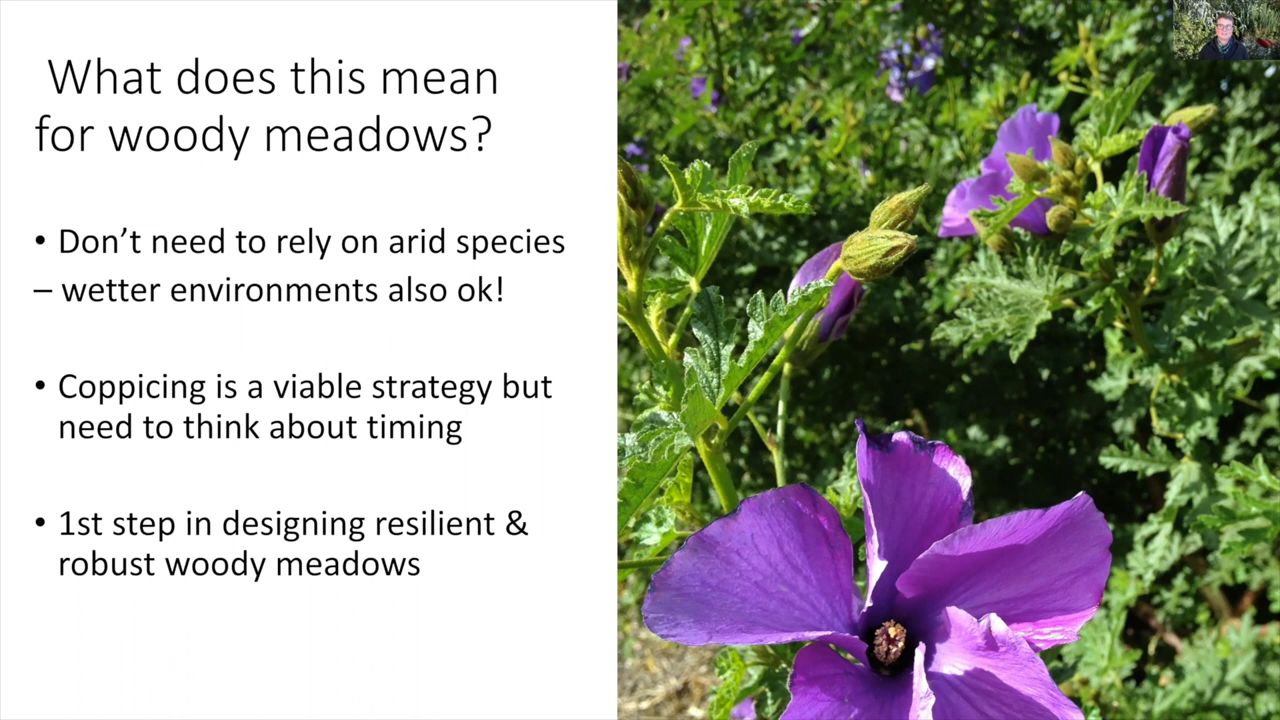 What does this mean
for woody meadows?
• Don’t need to rely on arid species
– wetter environments also ok!
• Coppicing is a viable strategy but
need to think about timing
• 1st step in designing resilient &
robust woody meadows